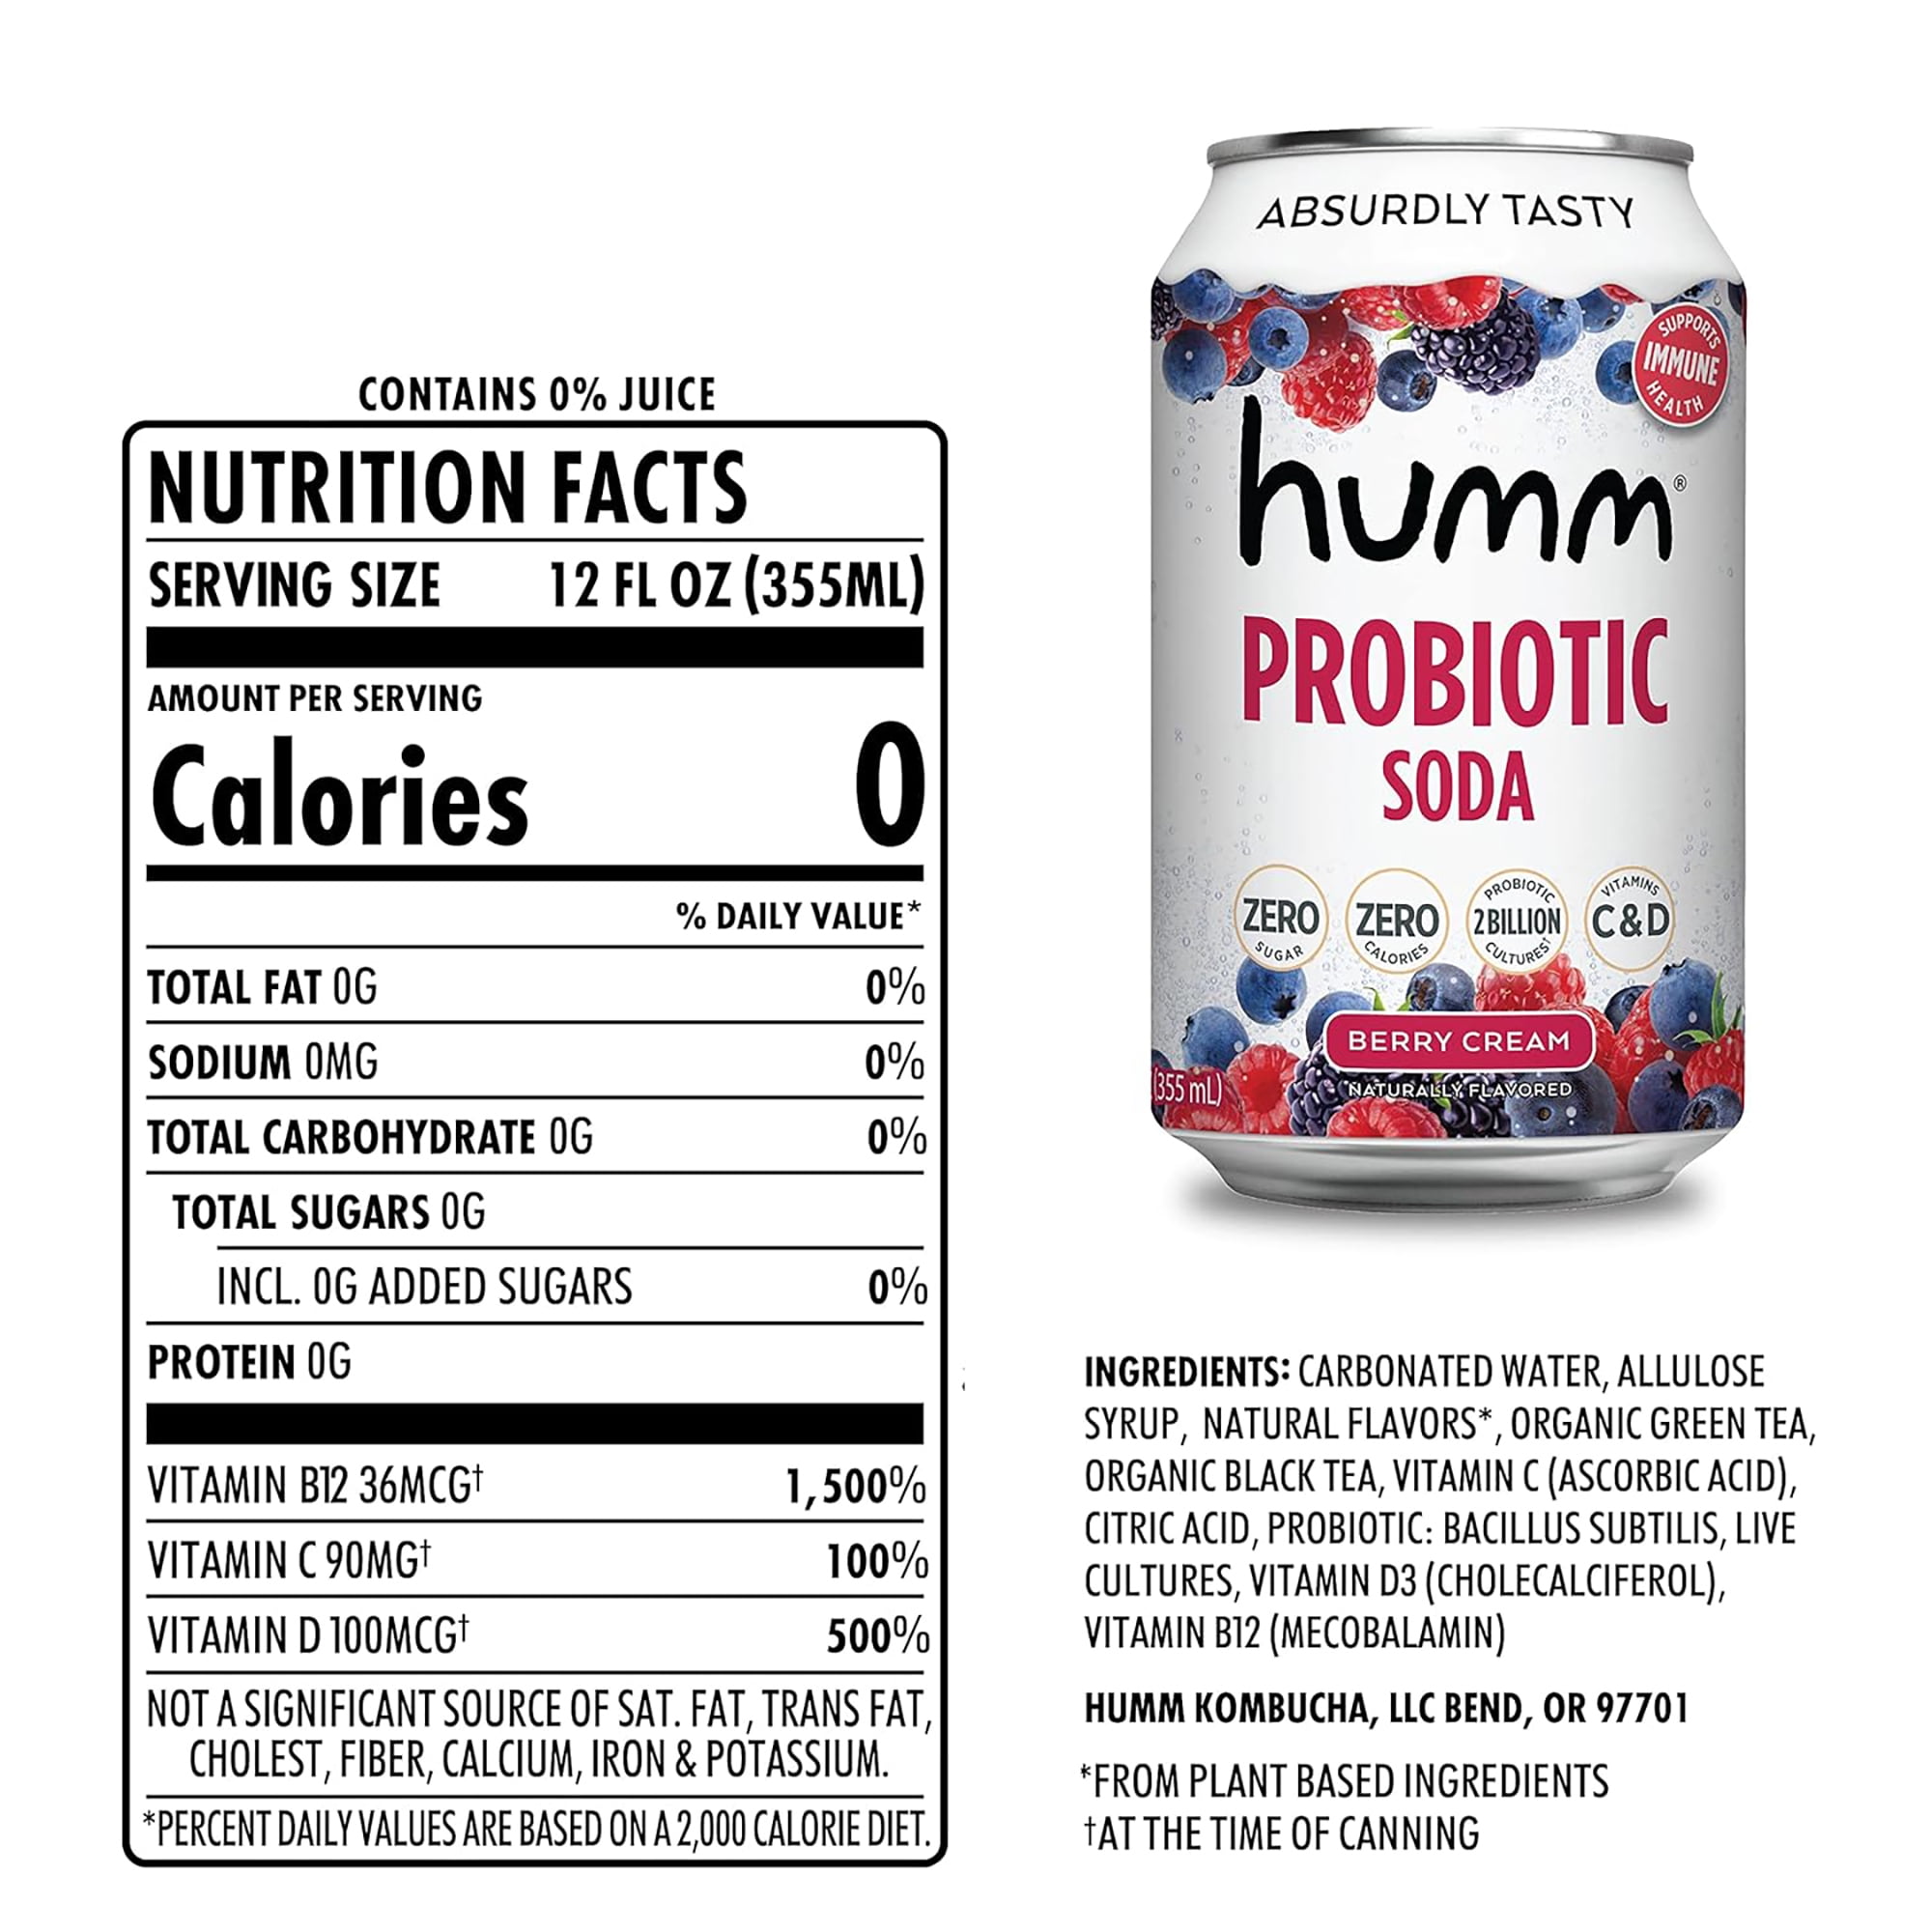 CONTAINS 0% JUICE
NUTRITION FACTS
SERVING SIZE 12 FL OZ (355ML)
AMOUNT PER SERVING
Calories 0
% DAILY VALUE*
TOTAL FAT 0G 0%
SODIUM 0MG 0%
TOTAL CARBOHYDRATE 0G 0%
TOTAL SUGARS 0G
INCL. 0G ADDED SUGARS 0%
PROTEIN 0G
VITAMIN B12 36MCG† 1,500%
VITAMIN C 90MG† 100%
VITAMIN D 100MCG† 500%
NOT A SIGNIFICANT SOURCE OF SAT. FAT, TRANS FAT,
CHOLEST, FIBER, CALCIUM, IRON & POTASSIUM.
*PERCENT DAILY VALUES ARE BASED ON A 2,000 CALORIE DIET.
ABSURDLY TASTY
SUPPORTS
IMMUNE
HEALTH
humm®
PROBIOTIC
SODA
ZERO
SUGAR
ZERO
CALORIES
PROBIOTIC
2 BILLION
CULTURES†
VITAMINS
C & D
BERRY CREAM
NATURALLY FLAVORED
(355 mL)
INGREDIENTS: CARBONATED WATER, ALLULOSE
SYRUP, NATURAL FLAVORS*, ORGANIC GREEN TEA,
ORGANIC BLACK TEA, VITAMIN C (ASCORBIC ACID),
CITRIC ACID, PROBIOTIC: BACILLUS SUBTILIS, LIVE
CULTURES, VITAMIN D3 (CHOLECALCIFEROL),
VITAMIN B12 (MECOBALAMIN)
HUMM KOMBUCHA, LLC BEND, OR 97701
*FROM PLANT BASED INGREDIENTS
†AT THE TIME OF CANNING